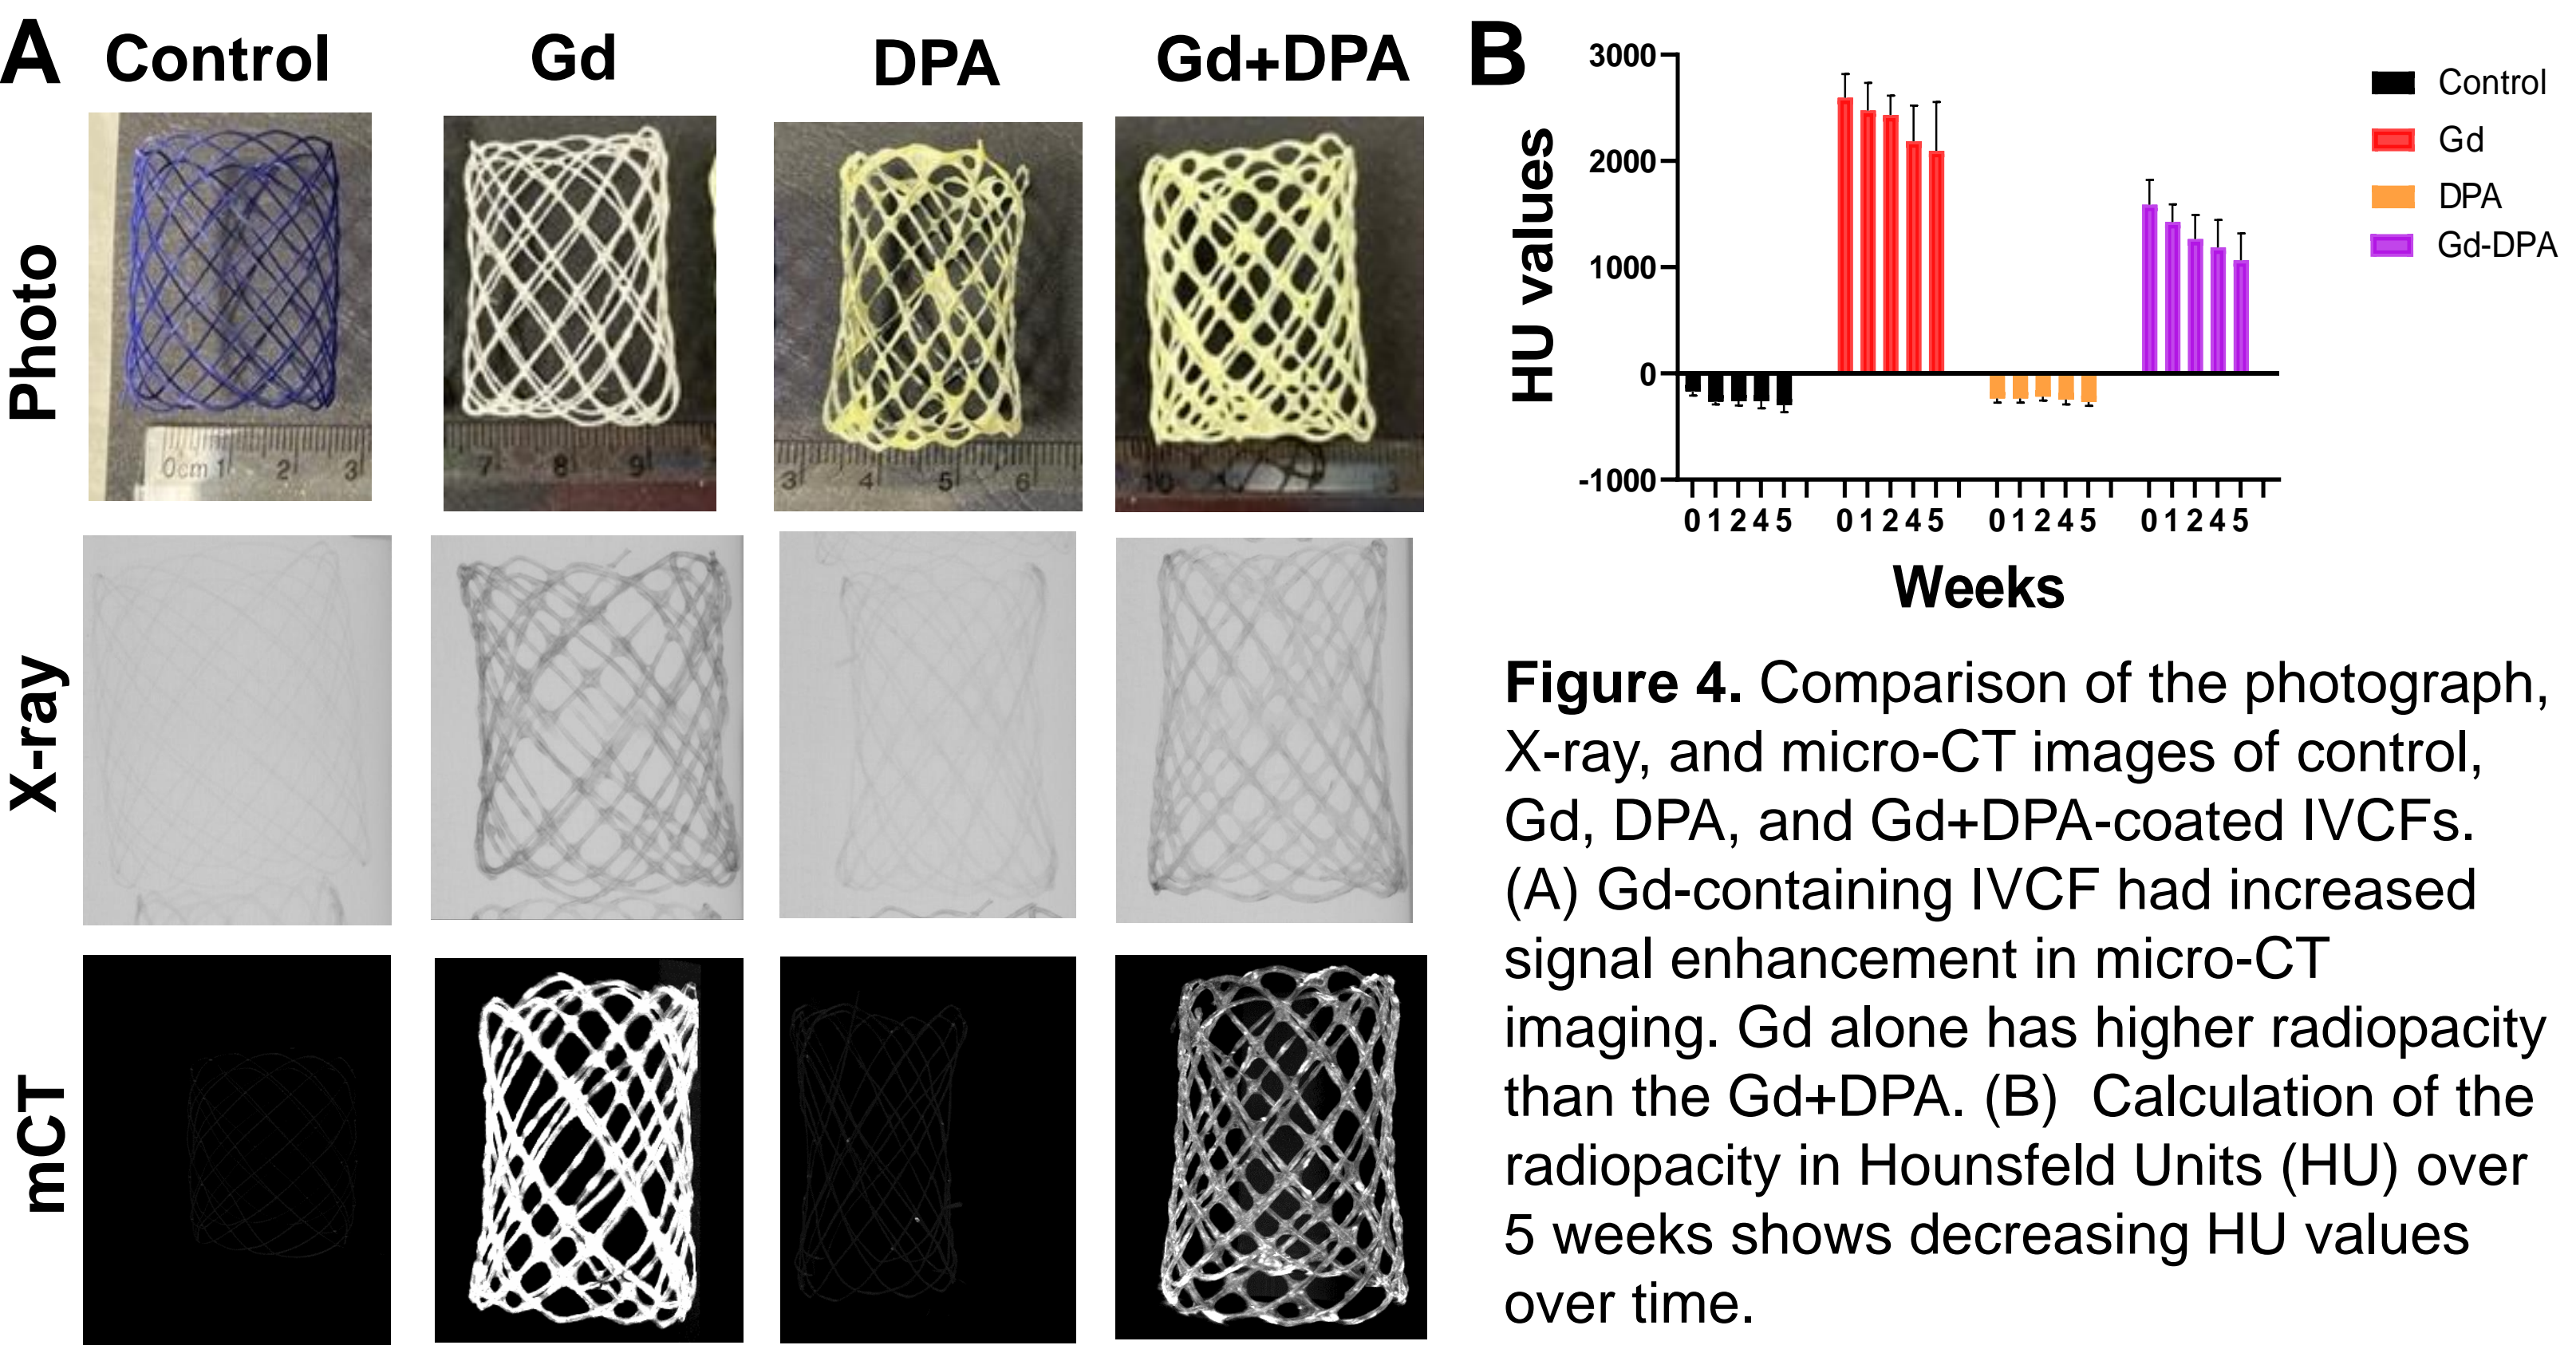 A
Control
Gd
DPA
Gd+DPA
Photo
0cm 1 2 3
7 8 9
3 4 5 6
10 3
X-ray
mCT
B
HU values
3000
2000
1000
0
-1000
0 1 2 4 5 0 1 2 4 5 0 1 2 4 5 0 1 2 4 5
Weeks
Control
Gd
DPA
Gd-DPA
Figure 4. Comparison of the photograph,
X-ray, and micro-CT images of control,
Gd, DPA, and Gd+DPA-coated IVCFs.
(A) Gd-containing IVCF had increased
signal enhancement in micro-CT
imaging. Gd alone has higher radiopacity
than the Gd+DPA. (B) Calculation of the
radiopacity in Hounsfeld Units (HU) over
5 weeks shows decreasing HU values
over time.